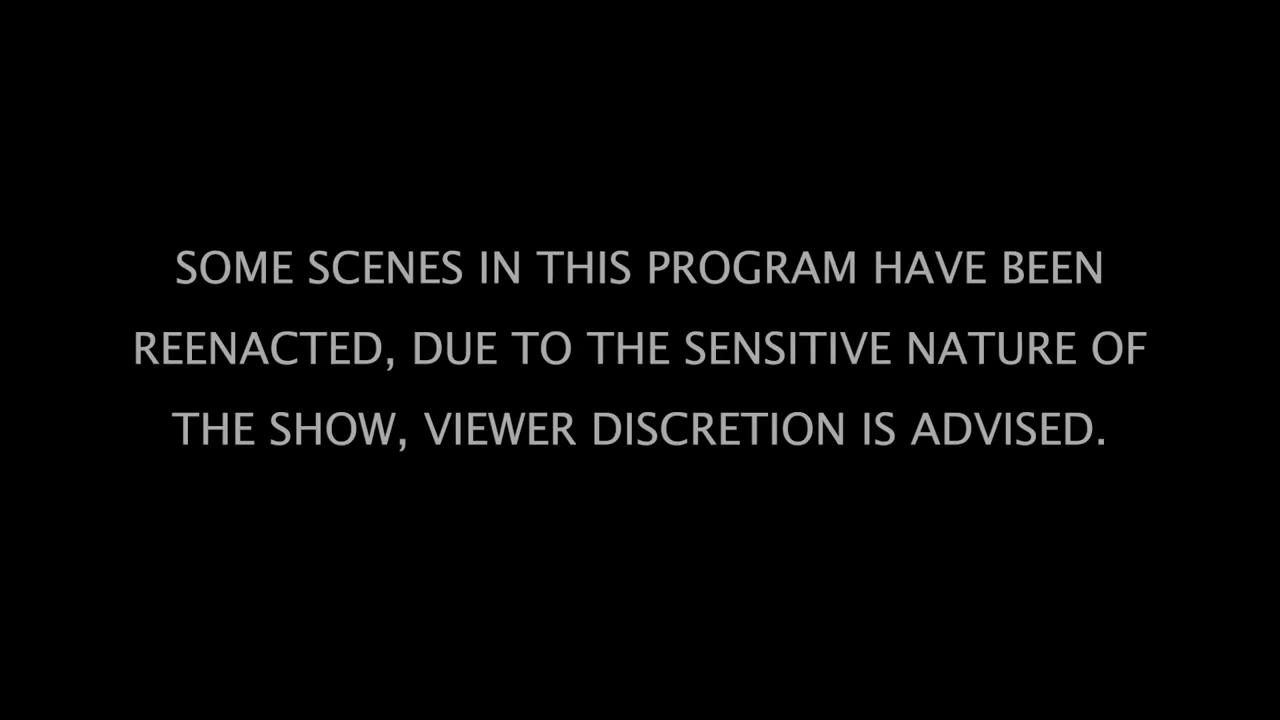 SOME SCENES IN THIS PROGRAM HAVE BEEN
REENACTED, DUE TO THE SENSITIVE NATURE OF
THE SHOW, VIEWER DISCRETION IS ADVISED.